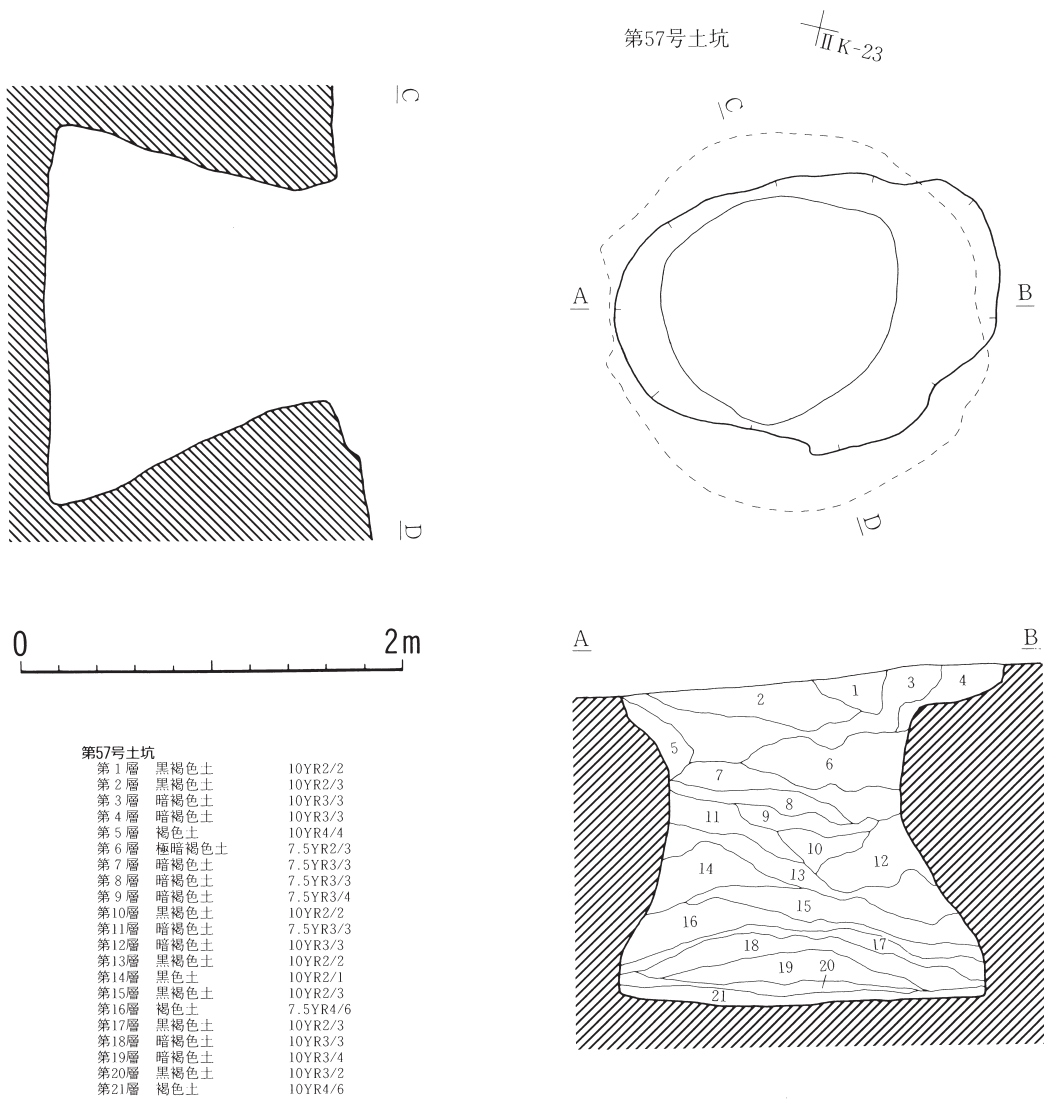 第57号土坑
ⅡK-23
C
D
C
A
B
D
0 2m
A
B
1
2
3
4
5
6
7
8
9
10
11
12
13
14
15
16
17
18
19
20
21
第57号土坑
第1層 黒褐色土 10YR2/2
第2層 黒褐色土 10YR2/3
第3層 暗褐色土 10YR3/3
第4層 暗褐色土 10YR3/3
第5層 褐色土 10YR4/4
第6層 極暗褐色土 7.5YR2/3
第7層 暗褐色土 7.5YR3/3
第8層 暗褐色土 7.5YR3/3
第9層 暗褐色土 7.5YR3/4
第10層 黒褐色土 10YR2/2
第11層 暗褐色土 7.5YR3/3
第12層 暗褐色土 10YR3/3
第13層 黒褐色土 10YR2/2
第14層 黒色土 10YR2/1
第15層 黒褐色土 10YR2/3
第16層 褐色土 7.5YR4/6
第17層 黒褐色土 10YR2/3
第18層 暗褐色土 10YR3/3
第19層 暗褐色土 10YR3/4
第20層 黒褐色土 10YR3/2
第21層 褐色土 10YR4/6